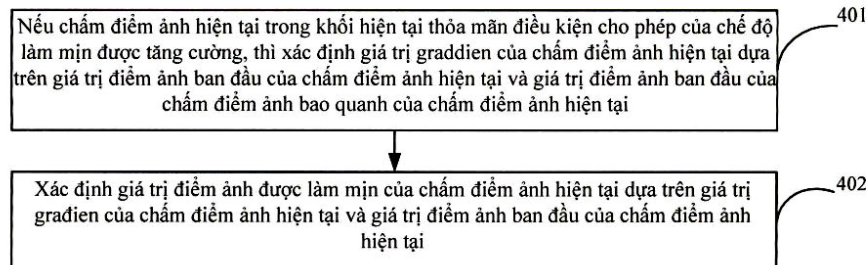 Nếu chấm điểm ảnh hiện tại trong khối hiện tại thỏa mãn điều kiện cho phép của chế độ
làm mịn được tăng cường, thì xác định giá trị graddien của chấm điểm ảnh hiện tại dựa
trên giá trị điểm ảnh ban đầu của chấm điểm ảnh hiện tại và giá trị điểm ảnh ban đầu của
chấm điểm ảnh bao quanh của chấm điểm ảnh hiện tại
401
Xác định giá trị điểm ảnh được làm mịn của chấm điểm ảnh hiện tại dựa trên giá trị
građien của chấm điểm ảnh hiện tại và giá trị điểm ảnh ban đầu của chấm điểm ảnh
hiện tại
402